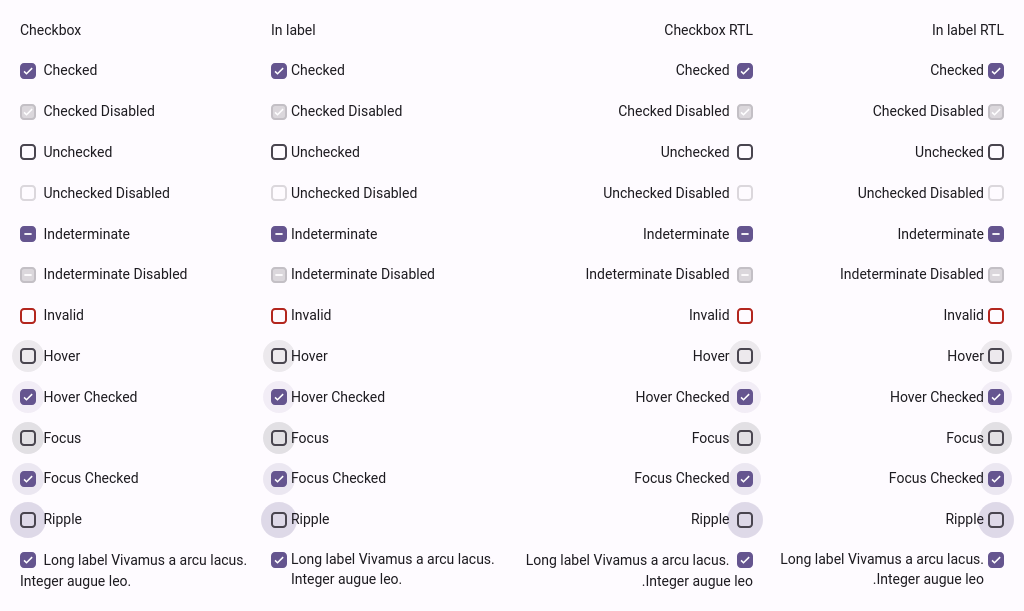 Checkbox In label Checkbox RTL In label RTL
Checked Checked Checked Checked
Checked Disabled Checked Disabled Checked Disabled Checked Disabled
Unchecked Unchecked Unchecked Unchecked
Unchecked Disabled Unchecked Disabled Unchecked Disabled Unchecked Disabled
Indeterminate Indeterminate Indeterminate Indeterminate
Indeterminate Disabled Indeterminate Disabled Indeterminate Disabled Indeterminate Disabled
Invalid Invalid Invalid Invalid
Hover Hover Hover Hover
Hover Checked Hover Checked Hover Checked Hover Checked
Focus Focus Focus Focus
Focus Checked Focus Checked Focus Checked Focus Checked
Ripple Ripple Ripple Ripple
Long label Vivamus a arcu lacus. Long label Vivamus a arcu lacus. Long label Vivamus a arcu lacus. Long label Vivamus a arcu lacus.
Integer augue leo. Integer augue leo. .Integer augue leo .Integer augue leo